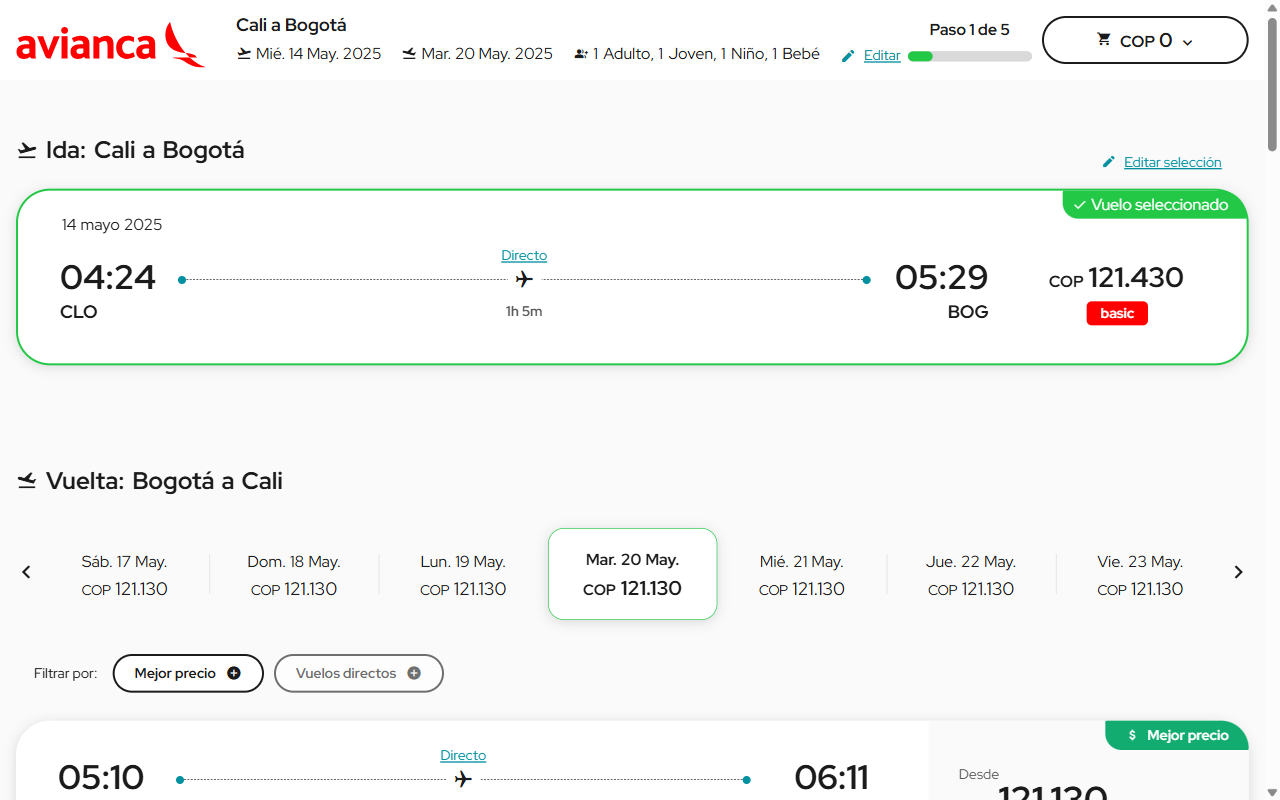 avianca
Cali a Bogotá
Mié. 14 May. 2025 Mar. 20 May. 2025 1 Adulto, 1 Joven, 1 Niño, 1 Bebé Editar
Paso 1 de 5
COP 0
Ida: Cali a Bogotá
Editar selección
Vuelo seleccionado
14 mayo 2025
Directo
04:24 05:29 COP 121.430
CLO 1h 5m BOG basic
Vuelta: Bogotá a Cali
Sáb. 17 May. Dom. 18 May. Lun. 19 May. Mar. 20 May. Mié. 21 May. Jue. 22 May. Vie. 23 May.
COP 121.130 COP 121.130 COP 121.130 COP 121.130 COP 121.130 COP 121.130 COP 121.130
Filtrar por: Mejor precio Vuelos directos
$ Mejor precio
Directo
05:10 06:11 Desde
121.130